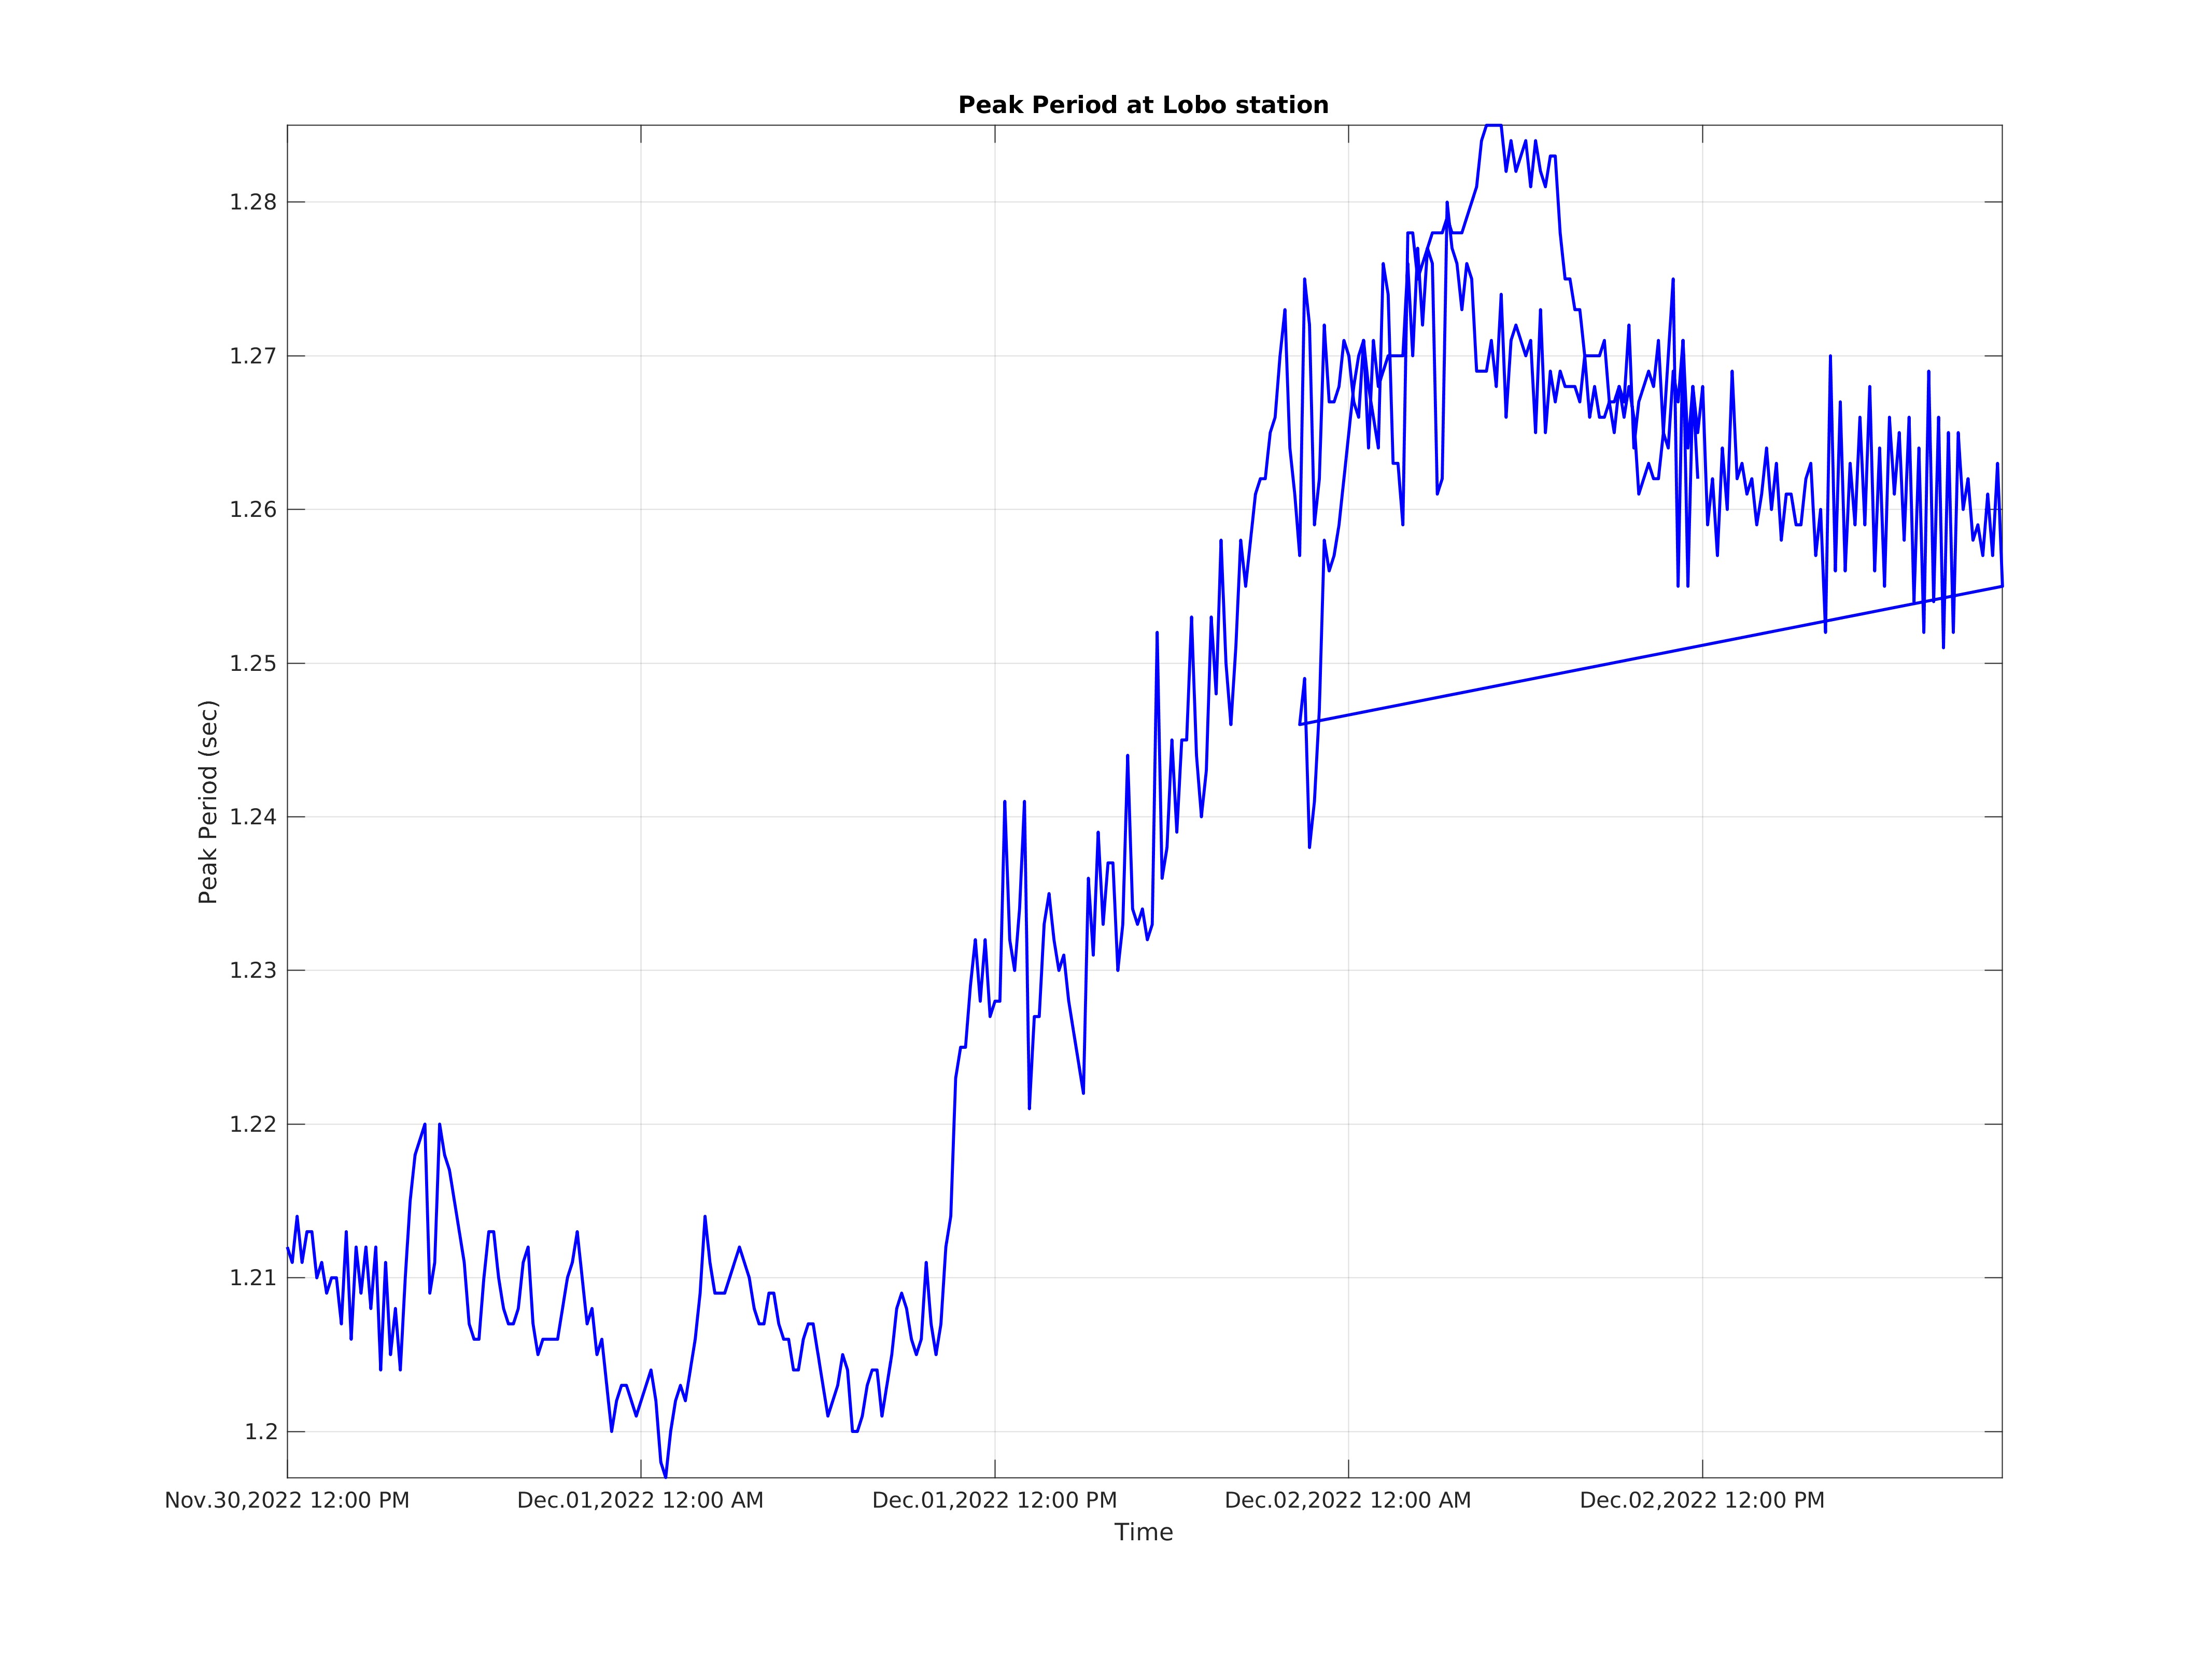 Peak Period at Lobo station
Peak Period (sec)
1.28
1.27
1.26
1.25
1.24
1.23
1.22
1.21
1.2
Nov.30,2022 12:00 PM
Dec.01,2022 12:00 AM
Dec.01,2022 12:00 PM
Dec.02,2022 12:00 AM
Dec.02,2022 12:00 PM
Time